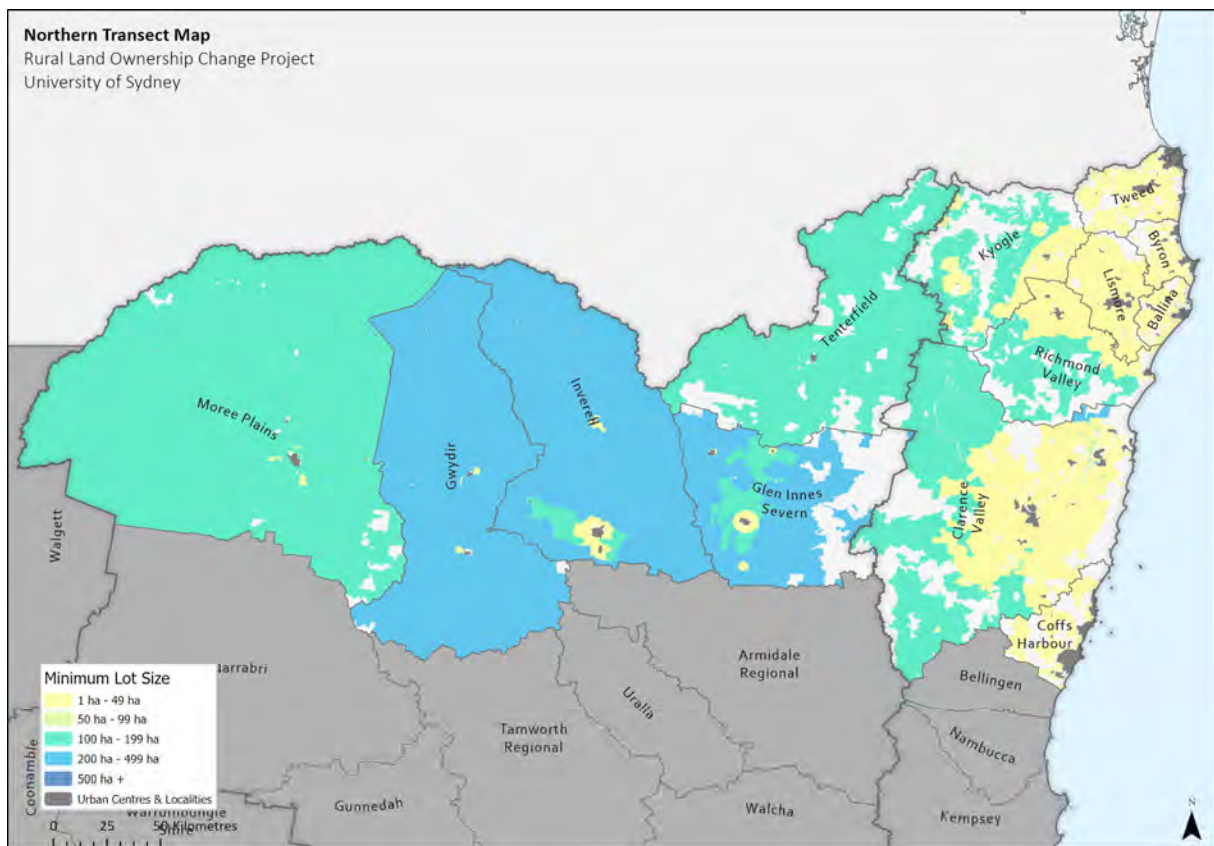 Northern Transect Map
Rural Land Ownership Change Project
University of Sydney
Tweed
Byron
Kyogle
Lismore
Ballina
Tenterfield
Richmond
Valley
Moree Plains
Inverell
Gwydir
Glen Innes
Severn
Clarence
Valley
Walgett
Coffs
Harbour
Armidale
Regional
Bellingen
Uralla
Tamworth
Regional
Nambucca
Coonamble
Gunnedah
Walcha
Kempsey
Minimum Lot Size
1 ha - 49 ha
50 ha - 99 ha
100 ha - 199 ha
200 ha - 499 ha
500 ha +
Urban Centres & Localities
0 25 50 Kilometres
N